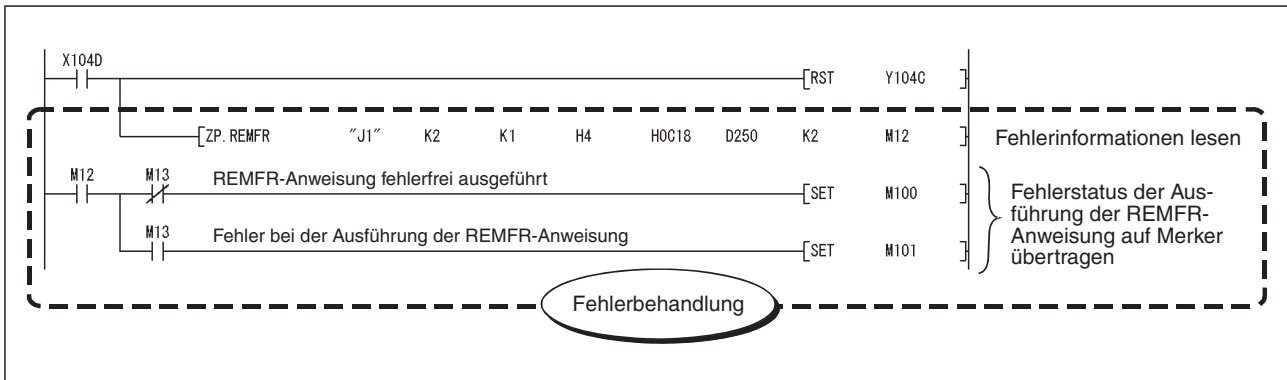 X104D
[RST Y104C ]
[ZP.REMFR "J1" K2 K1 H4 H0C18 D250 K2 M12 ] Fehlerinformationen lesen
M12 M13 REMFR-Anweisung fehlerfrei ausgeführt
[SET M100 ]
M13 Fehler bei der Ausführung der REMFR-Anweisung
[SET M101 ]
Fehlerstatus der Aus-
führung der REMFR-
Anweisung auf Merker
übertragen
Fehlerbehandlung